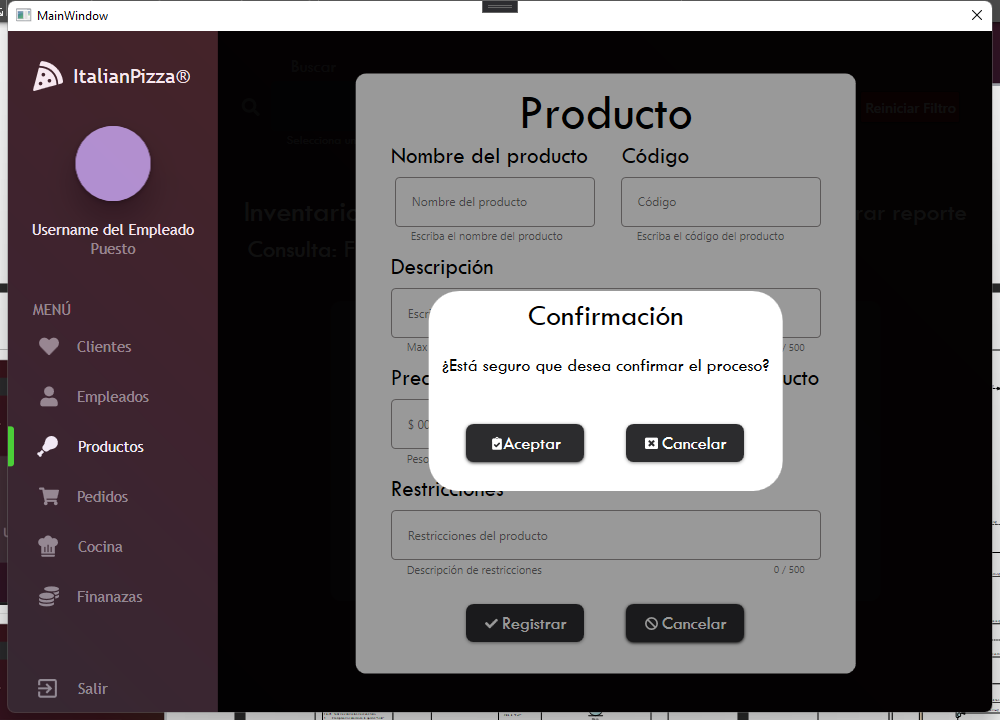 MainWindow
ItalianPizza®
Username del Empleado
Puesto
MENÚ
Clientes
Empleados
Productos
Pedidos
Cocina
Finanazas
Salir
Buscar
Reiniciar Filtro
Inventario
rar reporte
Consulta: F
Producto
Nombre del producto
Código
Nombre del producto
Código
Escriba el nombre del producto
Escriba el código del producto
Descripción
Escri
Max
/ 500
Prec
ucto
$ 00
Peso
Restricciones
Restricciones del producto
Descripción de restricciones
0 / 500
Registrar
Cancelar
Confirmación
¿Está seguro que desea confirmar el proceso?
Aceptar
Cancelar